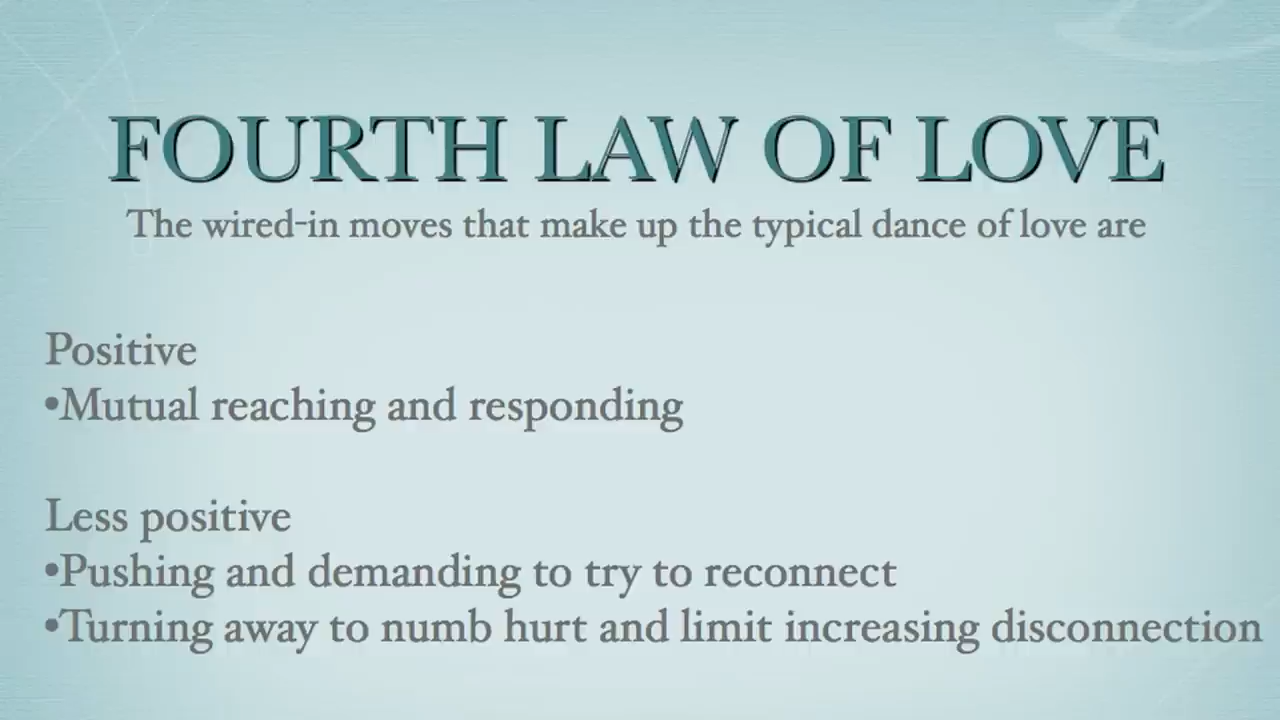 FOURTH LAW OF LOVE
The wired-in moves that make up the typical dance of love are
Positive
•Mutual reaching and responding
Less positive
•Pushing and demanding to try to reconnect
•Turning away to numb hurt and limit increasing disconnection